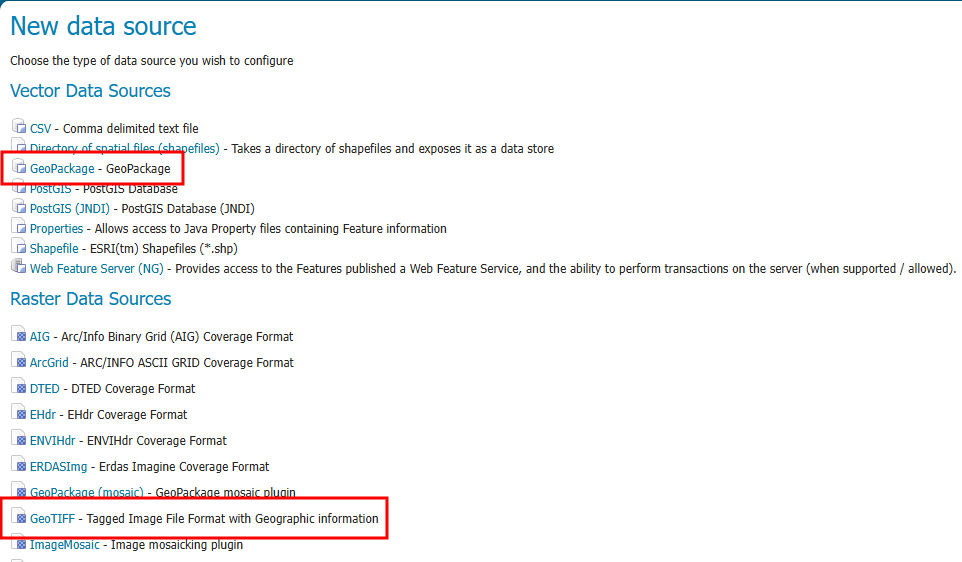 New data source
Choose the type of data source you wish to configure
Vector Data Sources
CSV - Comma delimited text file
Directory of spatial files (shapefiles) - Takes a directory of shapefiles and exposes it as a data store
GeoPackage - GeoPackage
PostGIS - PostGIS Database
PostGIS (JNDI) - PostGIS Database (JNDI)
Properties - Allows access to Java Property files containing Feature information
Shapefile - ESRI(tm) Shapefiles (*.shp)
Web Feature Server (NG) - Provides access to the Features published a Web Feature Service, and the ability to perform transactions on the server (when supported / allowed).
Raster Data Sources
AIG - Arc/Info Binary Grid (AIG) Coverage Format
ArcGrid - ARC/INFO ASCII GRID Coverage Format
DTED - DTED Coverage Format
EHdr - EHdr Coverage Format
ENVIHdr - ENVIHdr Coverage Format
ERDASImg - Erdas Imagine Coverage Format
GeoPackage (mosaic) - GeoPackage mosaic plugin
GeoTIFF - Tagged Image File Format with Geographic information
ImageMosaic - Image mosaicking plugin